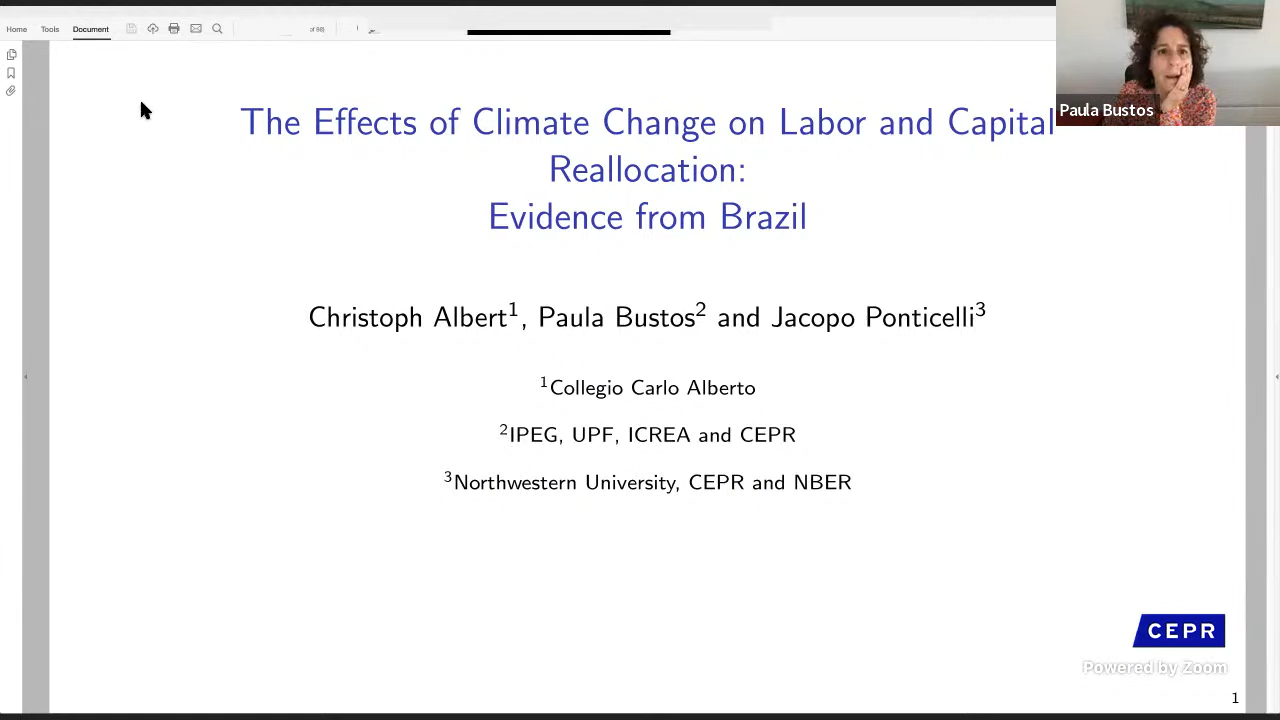 Home Tools Document of 98
Paula Bustos
The Effects of Climate Change on Labor and Capital
Reallocation:
Evidence from Brazil
Christoph Albert1, Paula Bustos2 and Jacopo Ponticelli3
1Collegio Carlo Alberto
2IPEG, UPF, ICREA and CEPR
3Northwestern University, CEPR and NBER
CEPR
Powered by Zoom
1